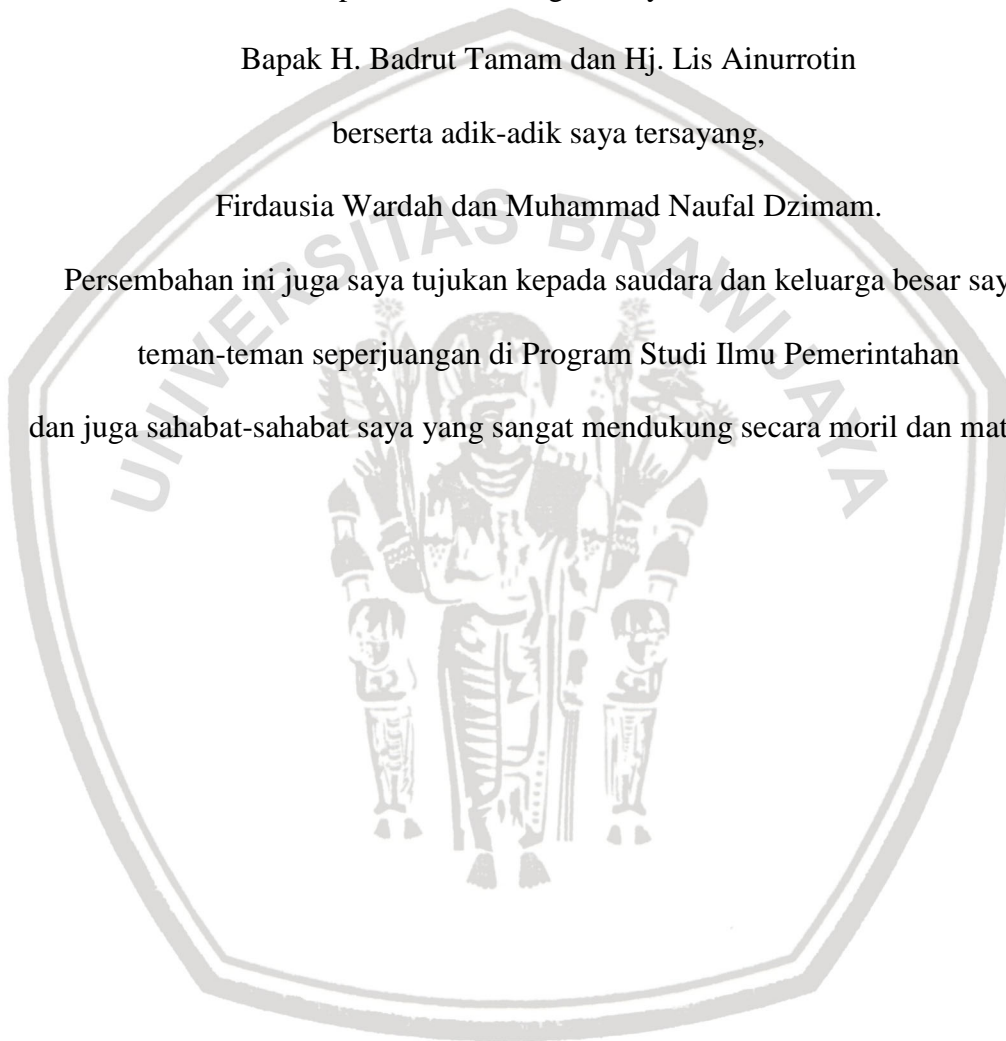 Bapak H. Badrut Tamam dan Hj. Lis Ainurrotin
berserta adik-adik saya tersayang,
Firdausia Wardah dan Muhammad Naufal Dzimam.
Persembahan ini juga saya tujukan kepada saudara dan keluarga besar
teman-teman seperjuangan di Program Studi Ilmu Pemerintahan
dan juga sahabat-sahabat saya yang sangat mendukung secara moril dan
UNIVERSITAS BRAWIJAYA